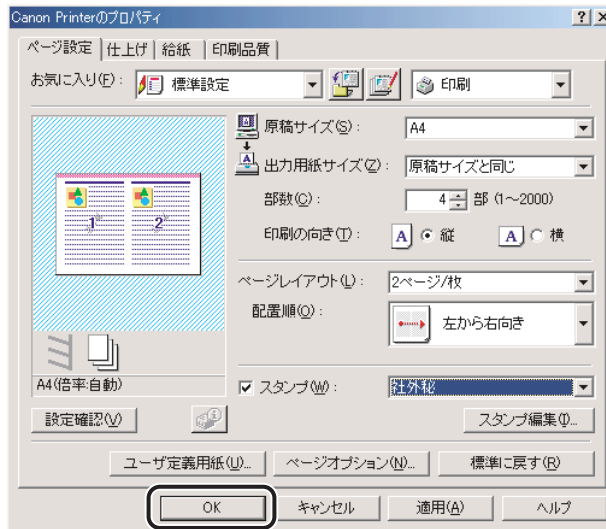 Canon Printerのプロパティ
ページ設定 仕上げ 給紙 印刷品質
お気に入り(F): 標準設定 印刷
原稿サイズ(S): A4
出力用紙サイズ(Z): 原稿サイズと同じ
部数(C): 4 部 (1～2000)
印刷の向き(T): A 縦 A 横
ページレイアウト(L): 2ページ/枚
配置順(O): 左から右向き
1 2
A4(倍率:自動)
スタンプ(W): 社外秘
設定確認(V) スタンプ編集(I)...
ユーザ定義用紙(U)... ページオプション(N)... 標準に戻す(R)
OK キャンセル 適用(A) ヘルプ